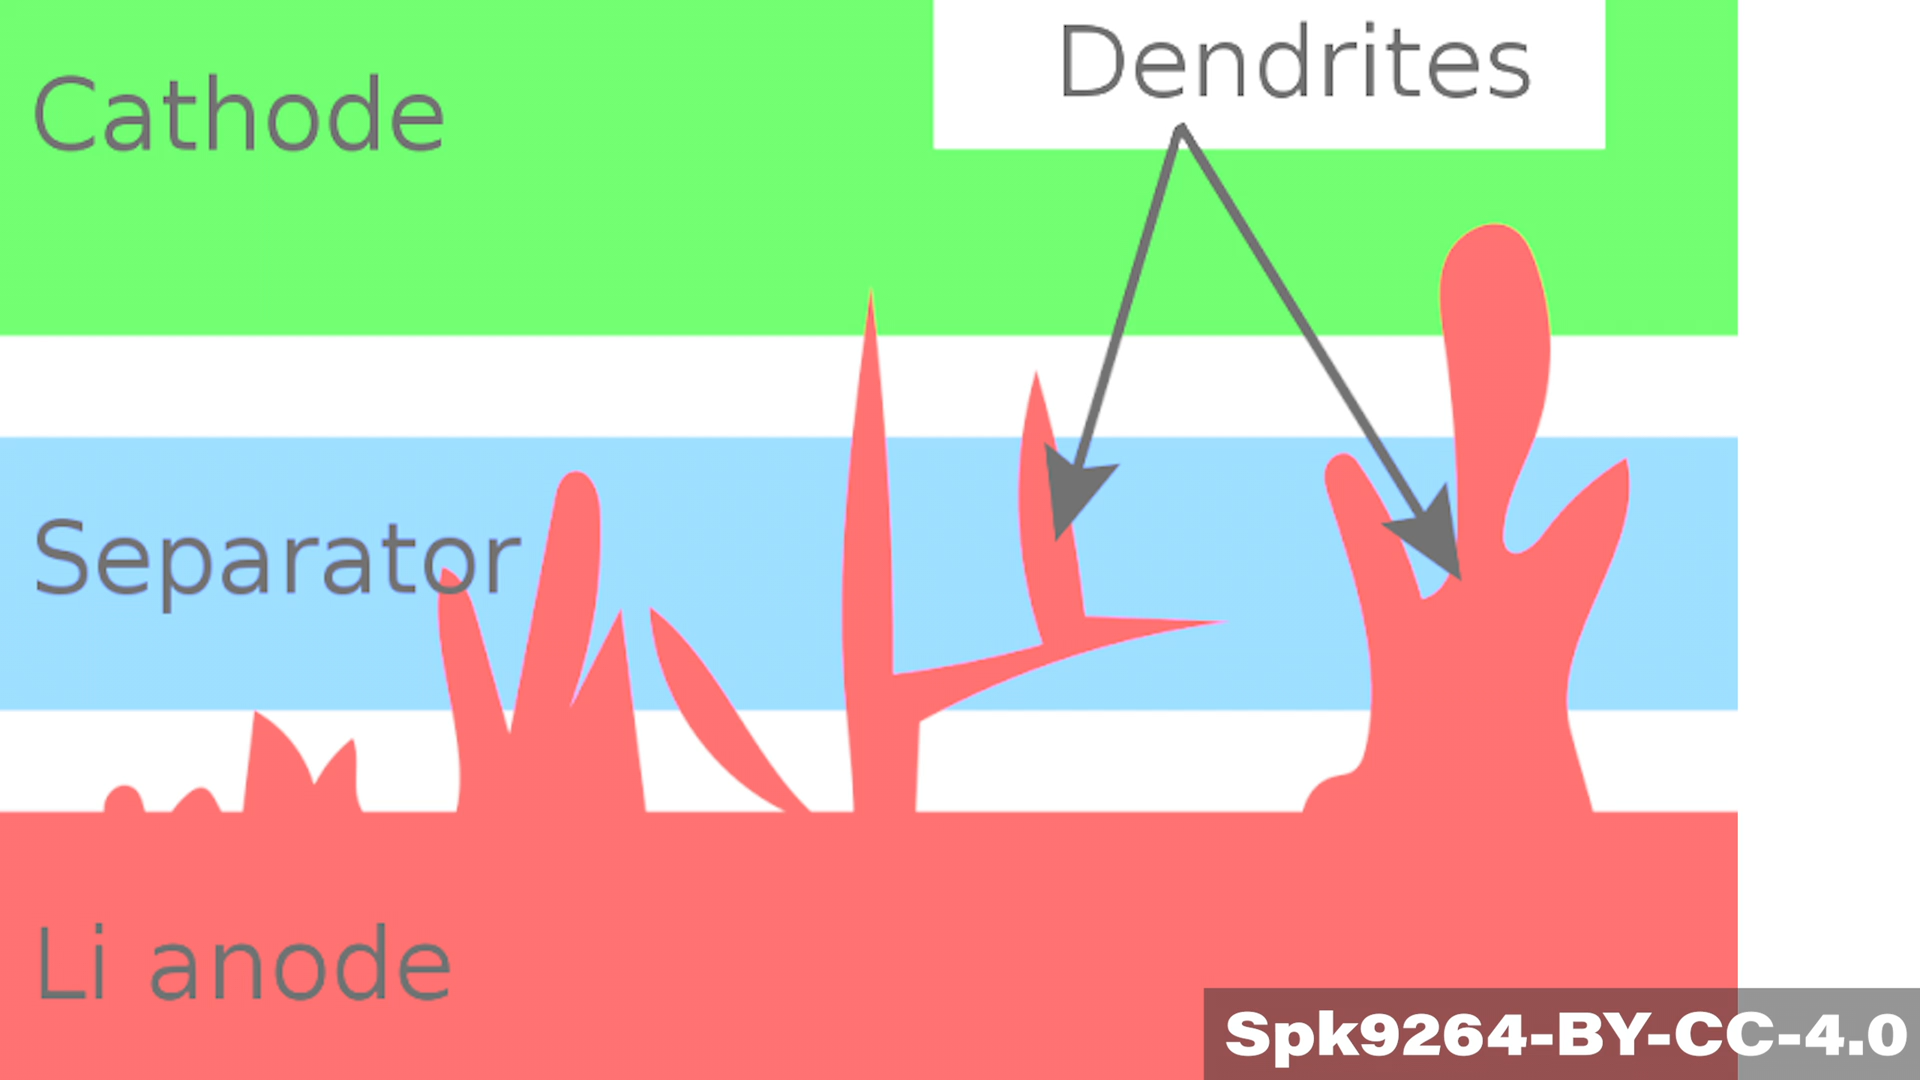 Dendrites
Cathode
Separator
Li anode
Spk9264-BY-CC-4.0